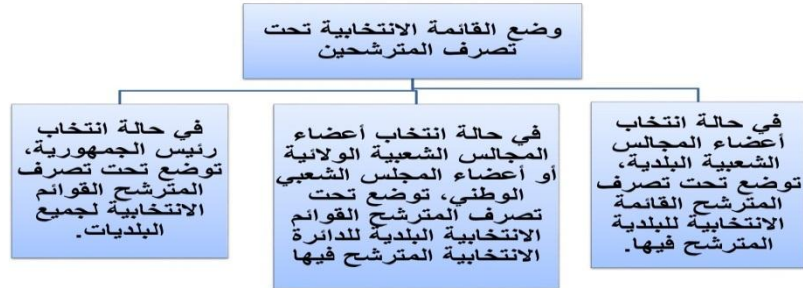 وضع القائمة الانتخابية تحت
تصرف المترشحين
في حالة انتخاب
أعضاء المجالس
الشعبية البلدية،
توضع تحت تصرف
المترشح القائمة
الانتخابية للبلدية
المترشح فيها.
في حالة انتخاب أعضاء
المجالس الشعبية الولائية
أو أعضاء المجلس الشعبي
الوطني، توضع تحت
تصرف المترشح القوائم
الانتخابية البلدية للدائرة
الانتخابية المترشح فيها
في حالة انتخاب
رئيس الجمهورية،
توضع تحت تصرف
المترشح القوائم
الانتخابية لجميع
البلديات.